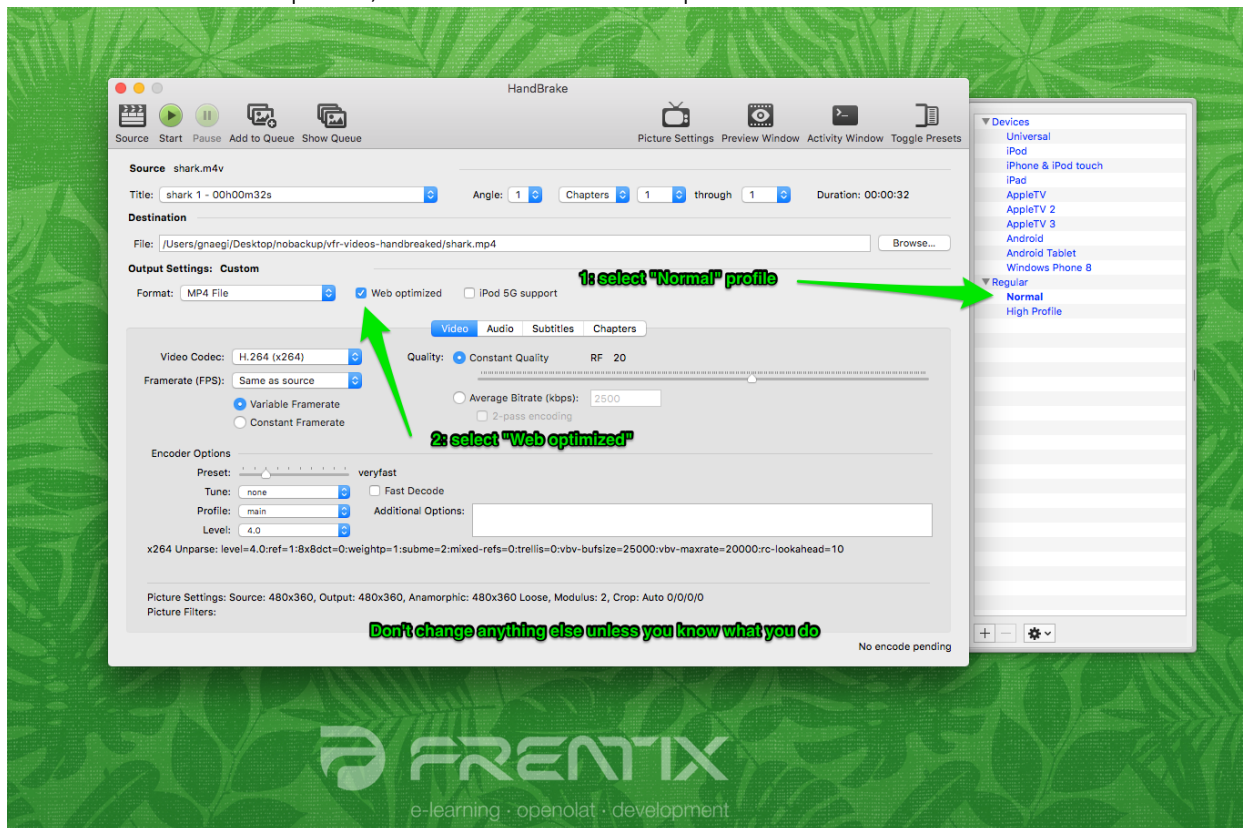 HandBrake
Source Start Pause Add to Queue Show Queue Picture Settings Preview Window Activity Window Toggle Presets
Source shark.m4v
Title: shark 1 - 00h00m32s Angle: 1 Chapters 1 through 1 Duration: 00:00:32
Destination
File: /Users/gnaegi/Desktop/nobackup/vfr-videos-handbreaked/shark.mp4 Browse...
Output Settings: Custom
1: select "Normal" profile
Format: MP4 File Web optimized iPod 5G support
Video Audio Subtitles Chapters
Video Codec: H.264 (x264) Quality: Constant Quality RF 20
Framerate (FPS): Same as source
Variable Framerate Average Bitrate (kbps): 2500
Constant Framerate 2-pass encoding
2: select "Web optimized"
Encoder Options
Preset: veryfast
Tune: none Fast Decode
Profile: main Additional Options:
Level: 4.0
x264 Unparse: level=4.0:ref=1:8x8dct=0:weightp=1:subme=2:mixed-refs=0:trellis=0:vbv-bufsize=25000:vbv-maxrate=20000:rc-lookahead=10
Picture Settings: Source: 480x360, Output: 480x360, Anamorphic: 480x360 Loose, Modulus: 2, Crop: Auto 0/0/0/0
Picture Filters:
Don't change anything else unless you know what you do
No encode pending
Devices
Universal
iPod
iPhone & iPod touch
iPad
AppleTV
AppleTV 2
AppleTV 3
Android
Android Tablet
Windows Phone 8
Regular
Normal
High Profile
FRENTIX
e-learning · openolat · development